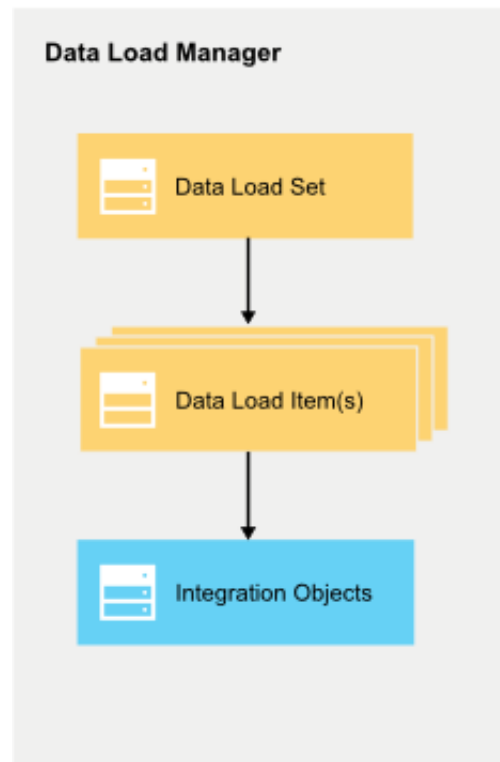 Data Load Manager
Data Load Set
Data Load Item(s)
Integration Objects